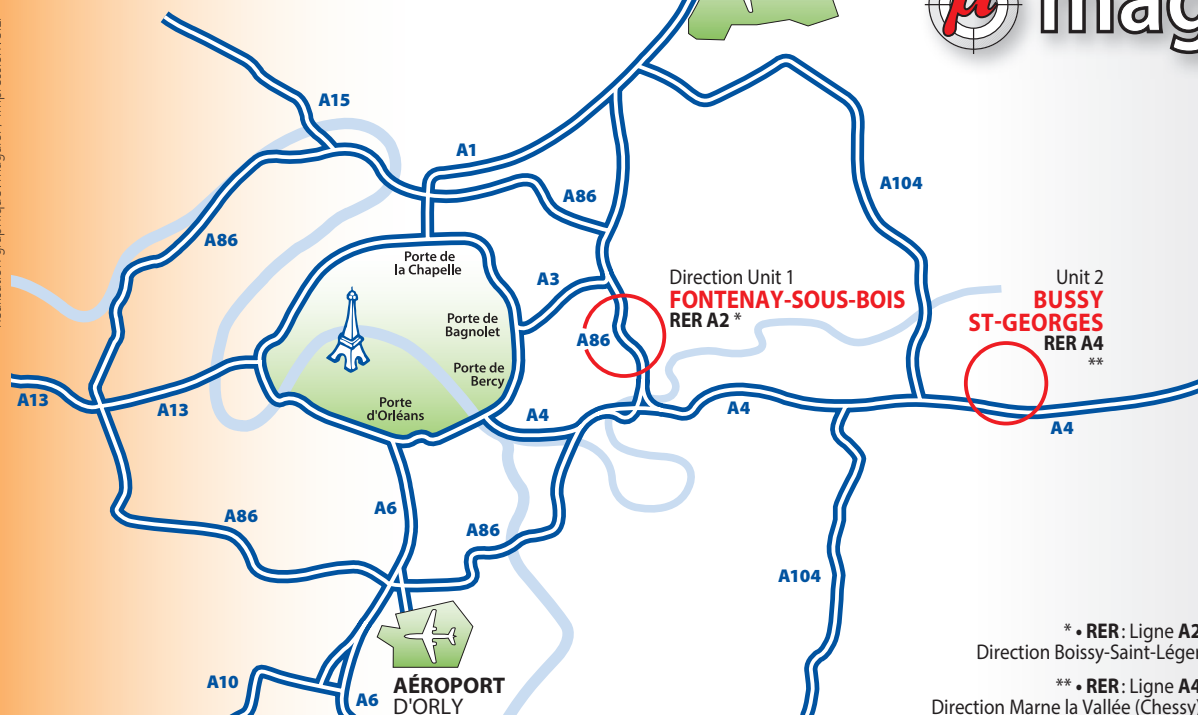 µ mag
A15
A1
A86
A104
A86
Porte de
la Chapelle
A3
Porte de
Bagnolet
Porte de
Bercy
Porte
d'Orléans
Direction Unit 1
FONTENAY-SOUS-BOIS
RER A2 *
A86
Unit 2
BUSSY
ST-GEORGES
RER A4
**
A13
A13
A4
A4
A4
A6
A86
A86
A104
AÉROPORT
D'ORLY
A10
A6
* • RER : Ligne A2
Direction Boissy-Saint-Léger
** • RER : Ligne A4
Direction Marne la Vallée (Chessy)